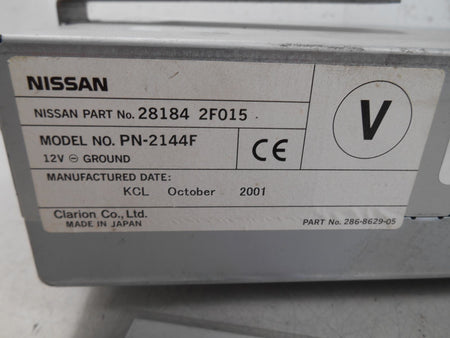 NISSAN
NISSAN PART No. 28184 2F015
MODEL NO. PN-2144F
12V ⊖ GROUND
CE
V
MANUFACTURED DATE:
KCL October 2001
Clarion Co., Ltd.
MADE IN JAPAN
PART No. 286-8629-05